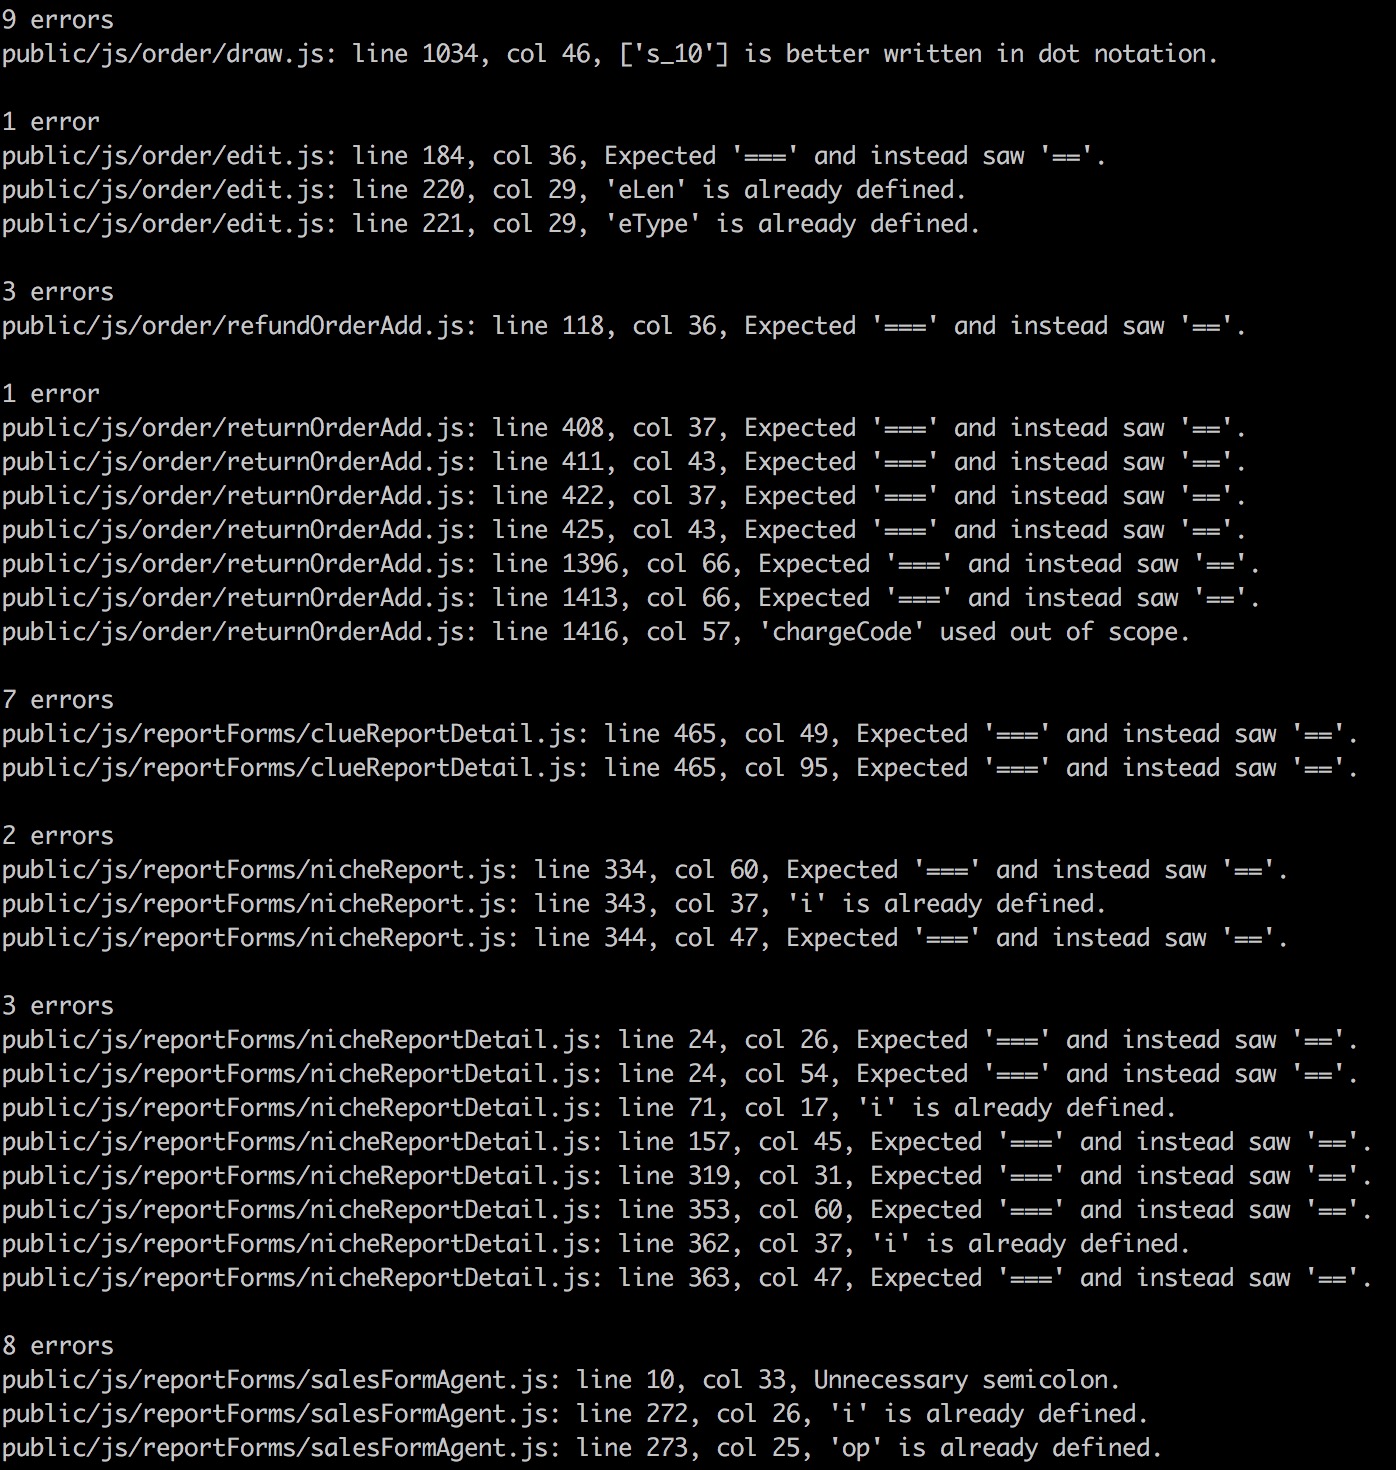 9 errors
public/js/order/draw.js: line 1034, col 46, ['s_10'] is better written in dot notation.
1 error
public/js/order/edit.js: line 184, col 36, Expected '===' and instead saw '=='.
public/js/order/edit.js: line 220, col 29, 'eLen' is already defined.
public/js/order/edit.js: line 221, col 29, 'eType' is already defined.
3 errors
public/js/order/refundOrderAdd.js: line 118, col 36, Expected '===' and instead saw '=='.
1 error
public/js/order/returnOrderAdd.js: line 408, col 37, Expected '===' and instead saw '=='.
public/js/order/returnOrderAdd.js: line 411, col 43, Expected '===' and instead saw '=='.
public/js/order/returnOrderAdd.js: line 422, col 37, Expected '===' and instead saw '=='.
public/js/order/returnOrderAdd.js: line 425, col 43, Expected '===' and instead saw '=='.
public/js/order/returnOrderAdd.js: line 1396, col 66, Expected '===' and instead saw '=='.
public/js/order/returnOrderAdd.js: line 1413, col 66, Expected '===' and instead saw '=='.
public/js/order/returnOrderAdd.js: line 1416, col 57, 'chargeCode' used out of scope.
7 errors
public/js/reportForms/clueReportDetail.js: line 465, col 49, Expected '===' and instead saw '=='.
public/js/reportForms/clueReportDetail.js: line 465, col 95, Expected '===' and instead saw '=='.
2 errors
public/js/reportForms/nicheReport.js: line 334, col 60, Expected '===' and instead saw '=='.
public/js/reportForms/nicheReport.js: line 343, col 37, 'i' is already defined.
public/js/reportForms/nicheReport.js: line 344, col 47, Expected '===' and instead saw '=='.
3 errors
public/js/reportForms/nicheReportDetail.js: line 24, col 26, Expected '===' and instead saw '=='.
public/js/reportForms/nicheReportDetail.js: line 24, col 54, Expected '===' and instead saw '=='.
public/js/reportForms/nicheReportDetail.js: line 71, col 17, 'i' is already defined.
public/js/reportForms/nicheReportDetail.js: line 157, col 45, Expected '===' and instead saw '=='.
public/js/reportForms/nicheReportDetail.js: line 319, col 31, Expected '===' and instead saw '=='.
public/js/reportForms/nicheReportDetail.js: line 353, col 60, Expected '===' and instead saw '=='.
public/js/reportForms/nicheReportDetail.js: line 362, col 37, 'i' is already defined.
public/js/reportForms/nicheReportDetail.js: line 363, col 47, Expected '===' and instead saw '=='.
8 errors
public/js/reportForms/salesFormAgent.js: line 10, col 33, Unnecessary semicolon.
public/js/reportForms/salesFormAgent.js: line 272, col 26, 'i' is already defined.
public/js/reportForms/salesFormAgent.js: line 273, col 25, 'op' is already defined.